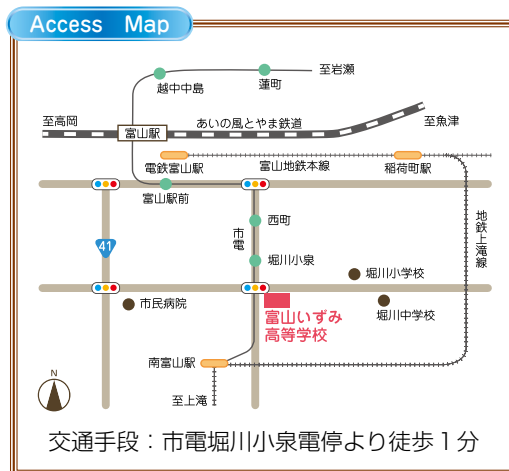 Access Map
至岩瀬
越中中島
蓮町
至高岡
あいの風とやま鉄道
至魚津
富山駅
電鉄富山駅
富山地鉄本線
稲荷町駅
富山駅前
西町
市電
地鉄上滝線
41
堀川小泉
堀川小学校
市民病院
富山いずみ
高等学校
堀川中学校
南富山駅
N
至上滝
交通手段：市電堀川小泉電停より徒歩1分